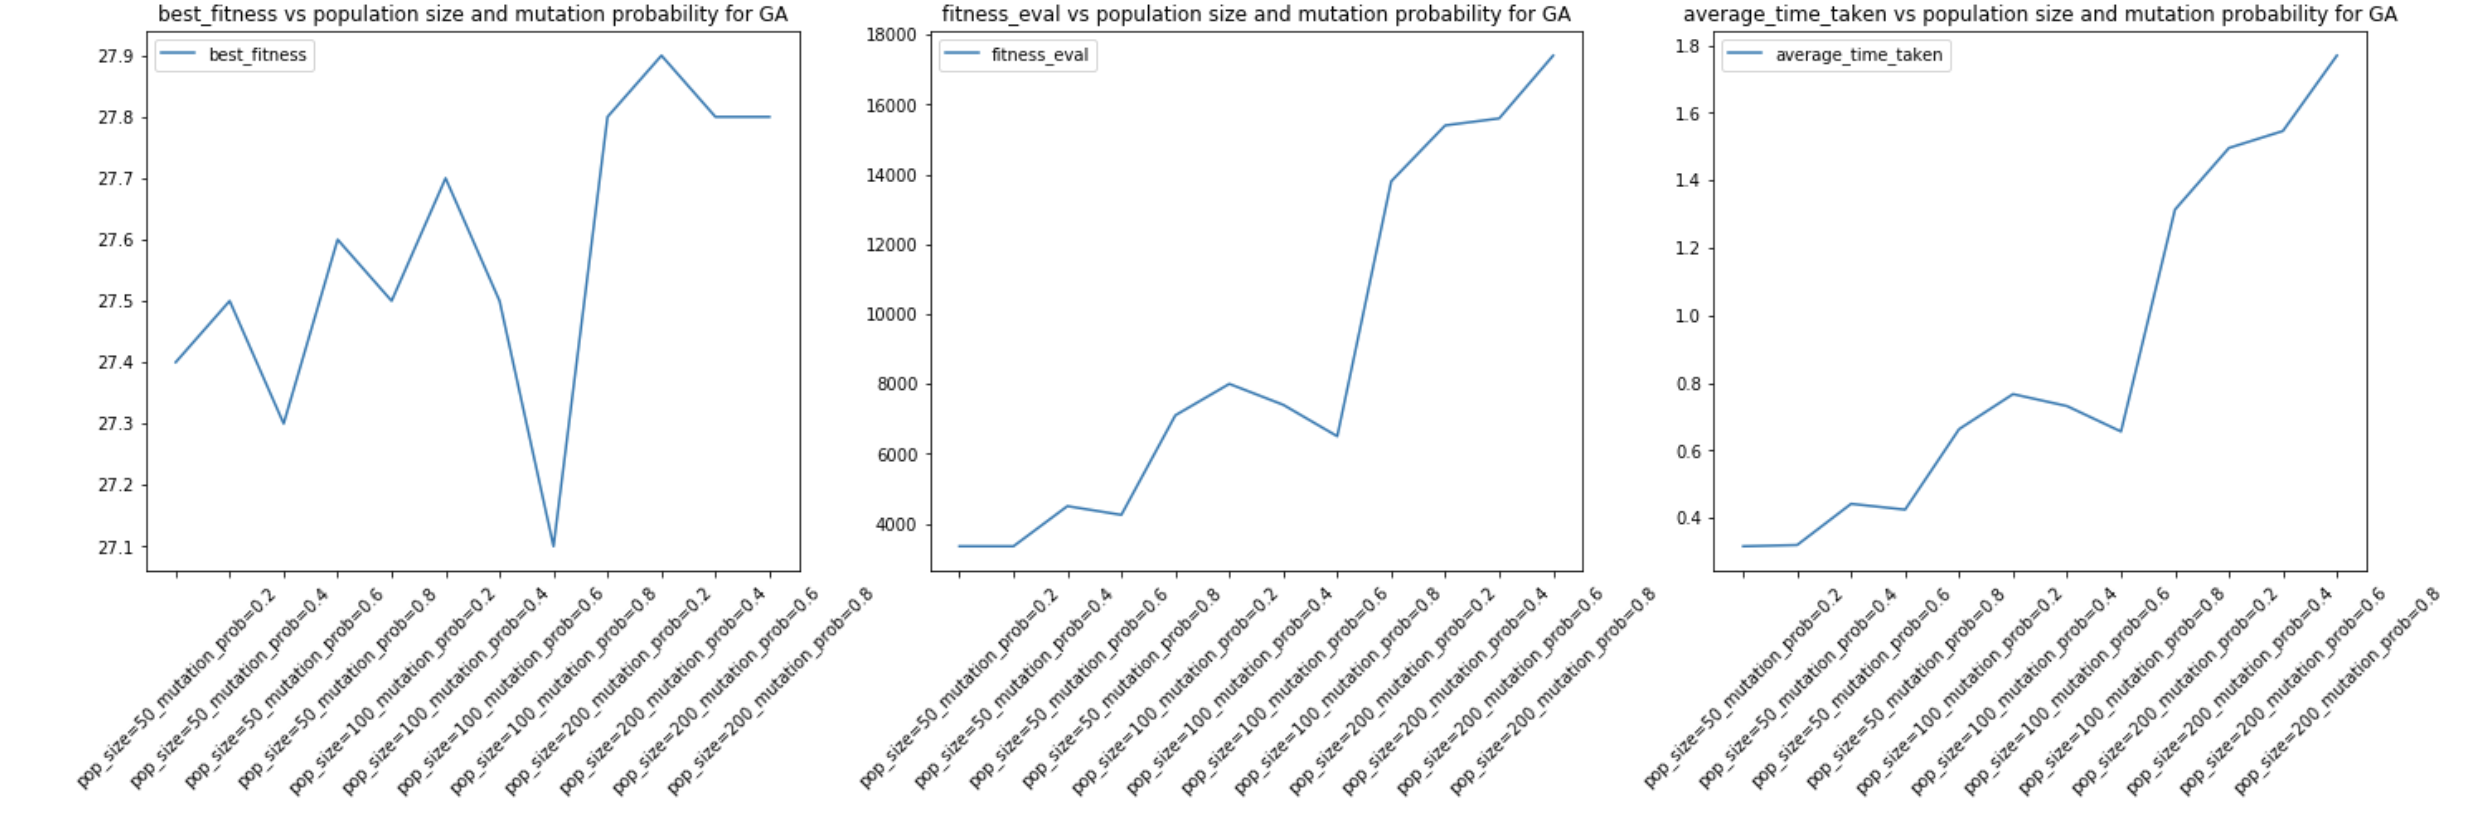 best_fitness vs population size and mutation probability for GA
best_fitness
27.9
27.8
27.7
27.6
27.5
27.4
27.3
27.2
27.1
pop_size=50_mutation_prob=0.2
pop_size=50_mutation_prob=0.4
pop_size=50_mutation_prob=0.6
pop_size=50_mutation_prob=0.8
pop_size=100_mutation_prob=0.2
pop_size=100_mutation_prob=0.4
pop_size=100_mutation_prob=0.6
pop_size=100_mutation_prob=0.8
pop_size=200_mutation_prob=0.2
pop_size=200_mutation_prob=0.4
pop_size=200_mutation_prob=0.6
pop_size=200_mutation_prob=0.8
fitness_eval vs population size and mutation probability for GA
fitness_eval
18000
16000
14000
12000
10000
8000
6000
4000
pop_size=50_mutation_prob=0.2
pop_size=50_mutation_prob=0.4
pop_size=50_mutation_prob=0.6
pop_size=50_mutation_prob=0.8
pop_size=100_mutation_prob=0.2
pop_size=100_mutation_prob=0.4
pop_size=100_mutation_prob=0.6
pop_size=100_mutation_prob=0.8
pop_size=200_mutation_prob=0.2
pop_size=200_mutation_prob=0.4
pop_size=200_mutation_prob=0.6
pop_size=200_mutation_prob=0.8
average_time_taken vs population size and mutation probability for GA
average_time_taken
1.8
1.6
1.4
1.2
1.0
0.8
0.6
0.4
pop_size=50_mutation_prob=0.2
pop_size=50_mutation_prob=0.4
pop_size=50_mutation_prob=0.6
pop_size=50_mutation_prob=0.8
pop_size=100_mutation_prob=0.2
pop_size=100_mutation_prob=0.4
pop_size=100_mutation_prob=0.6
pop_size=100_mutation_prob=0.8
pop_size=200_mutation_prob=0.2
pop_size=200_mutation_prob=0.4
pop_size=200_mutation_prob=0.6
pop_size=200_mutation_prob=0.8